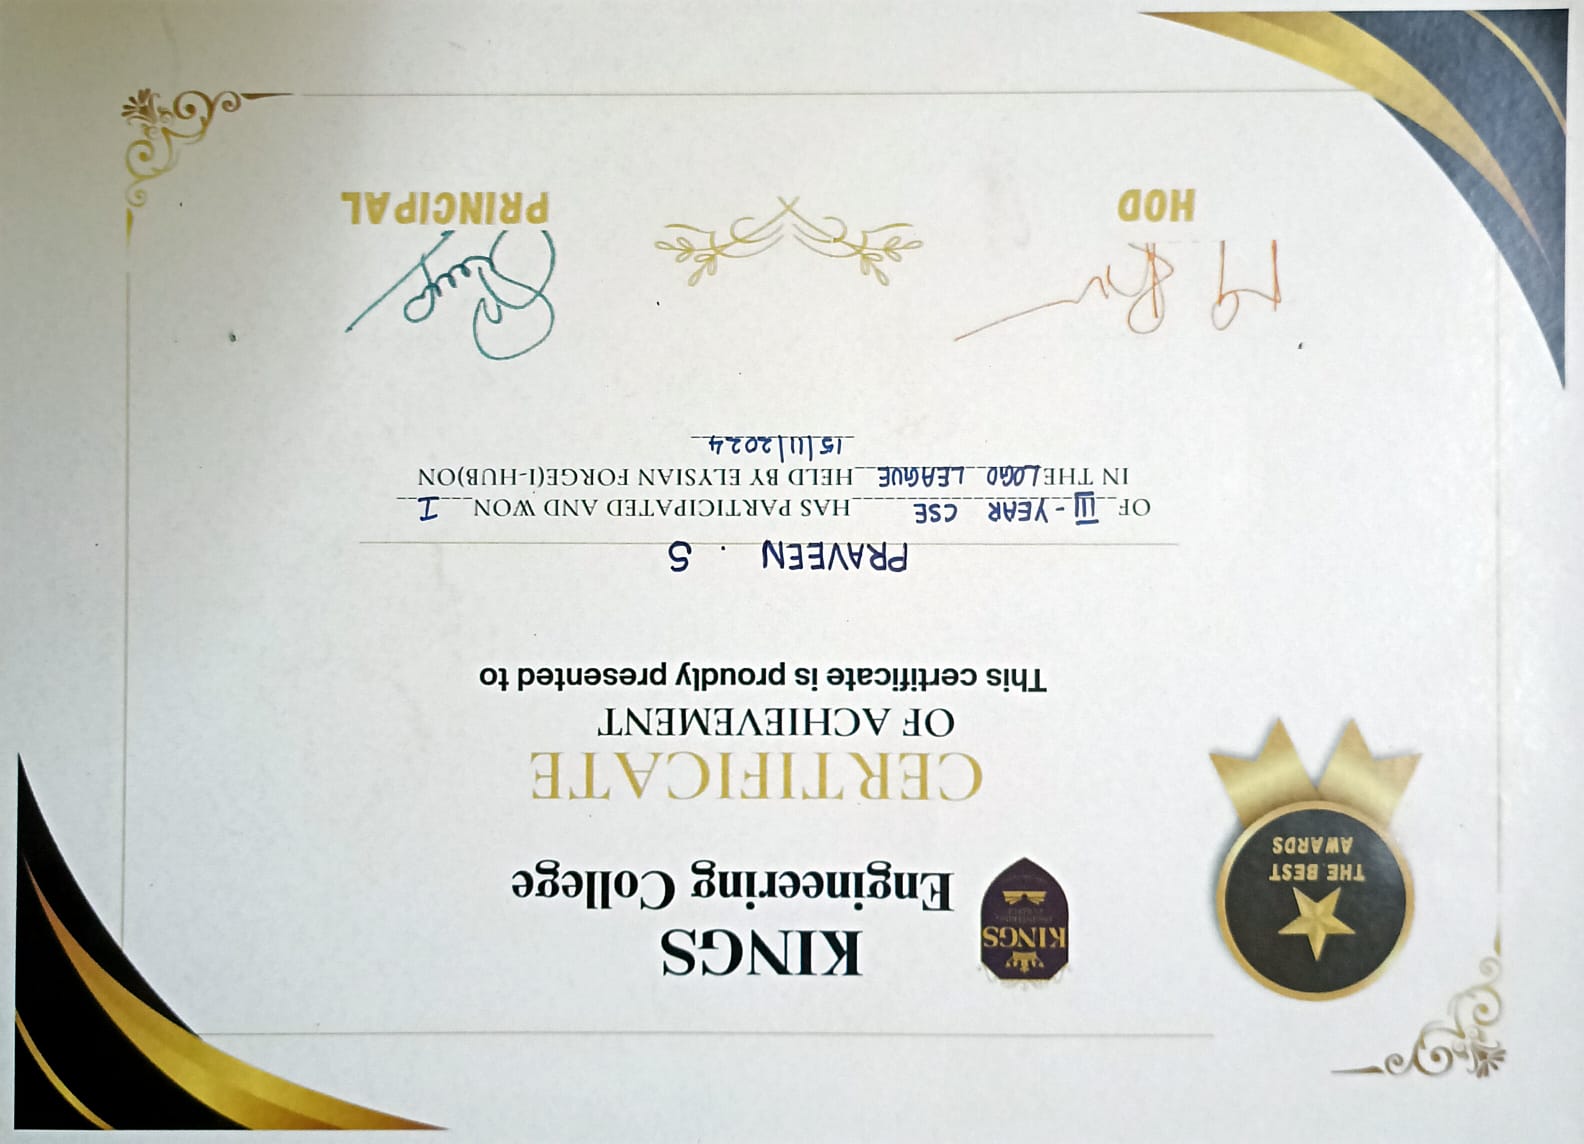 THE BEST
AWARDS
KINGS
KINGS
Engineering College
CERTIFICATE
OF ACHIEVEMENT
This certificate is proudly presented to
PRAVEEN . S
OF III - YEAR CSE HAS PARTICIPATED AND WON I
IN THE LOGO LEAGUE HELD BY ELYSIAN FORGE(I-HUB)ON
15/11/2024
HOD
PRINCIPAL